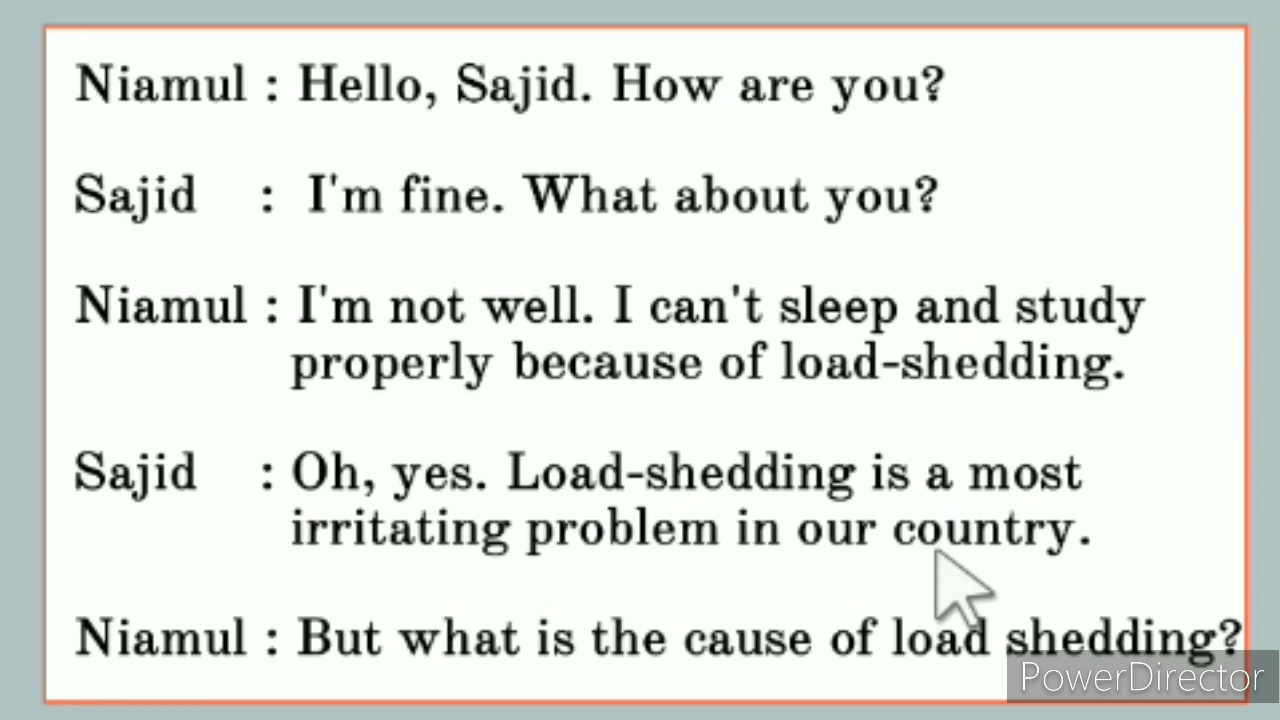 Niamul : Hello, Sajid. How are you?
Sajid : I'm fine. What about you?
Niamul : I'm not well. I can't sleep and study
properly because of load-shedding.
Sajid : Oh, yes. Load-shedding is a most
irritating problem in our country.
Niamul : But what is the cause of load shedding?
PowerDirector